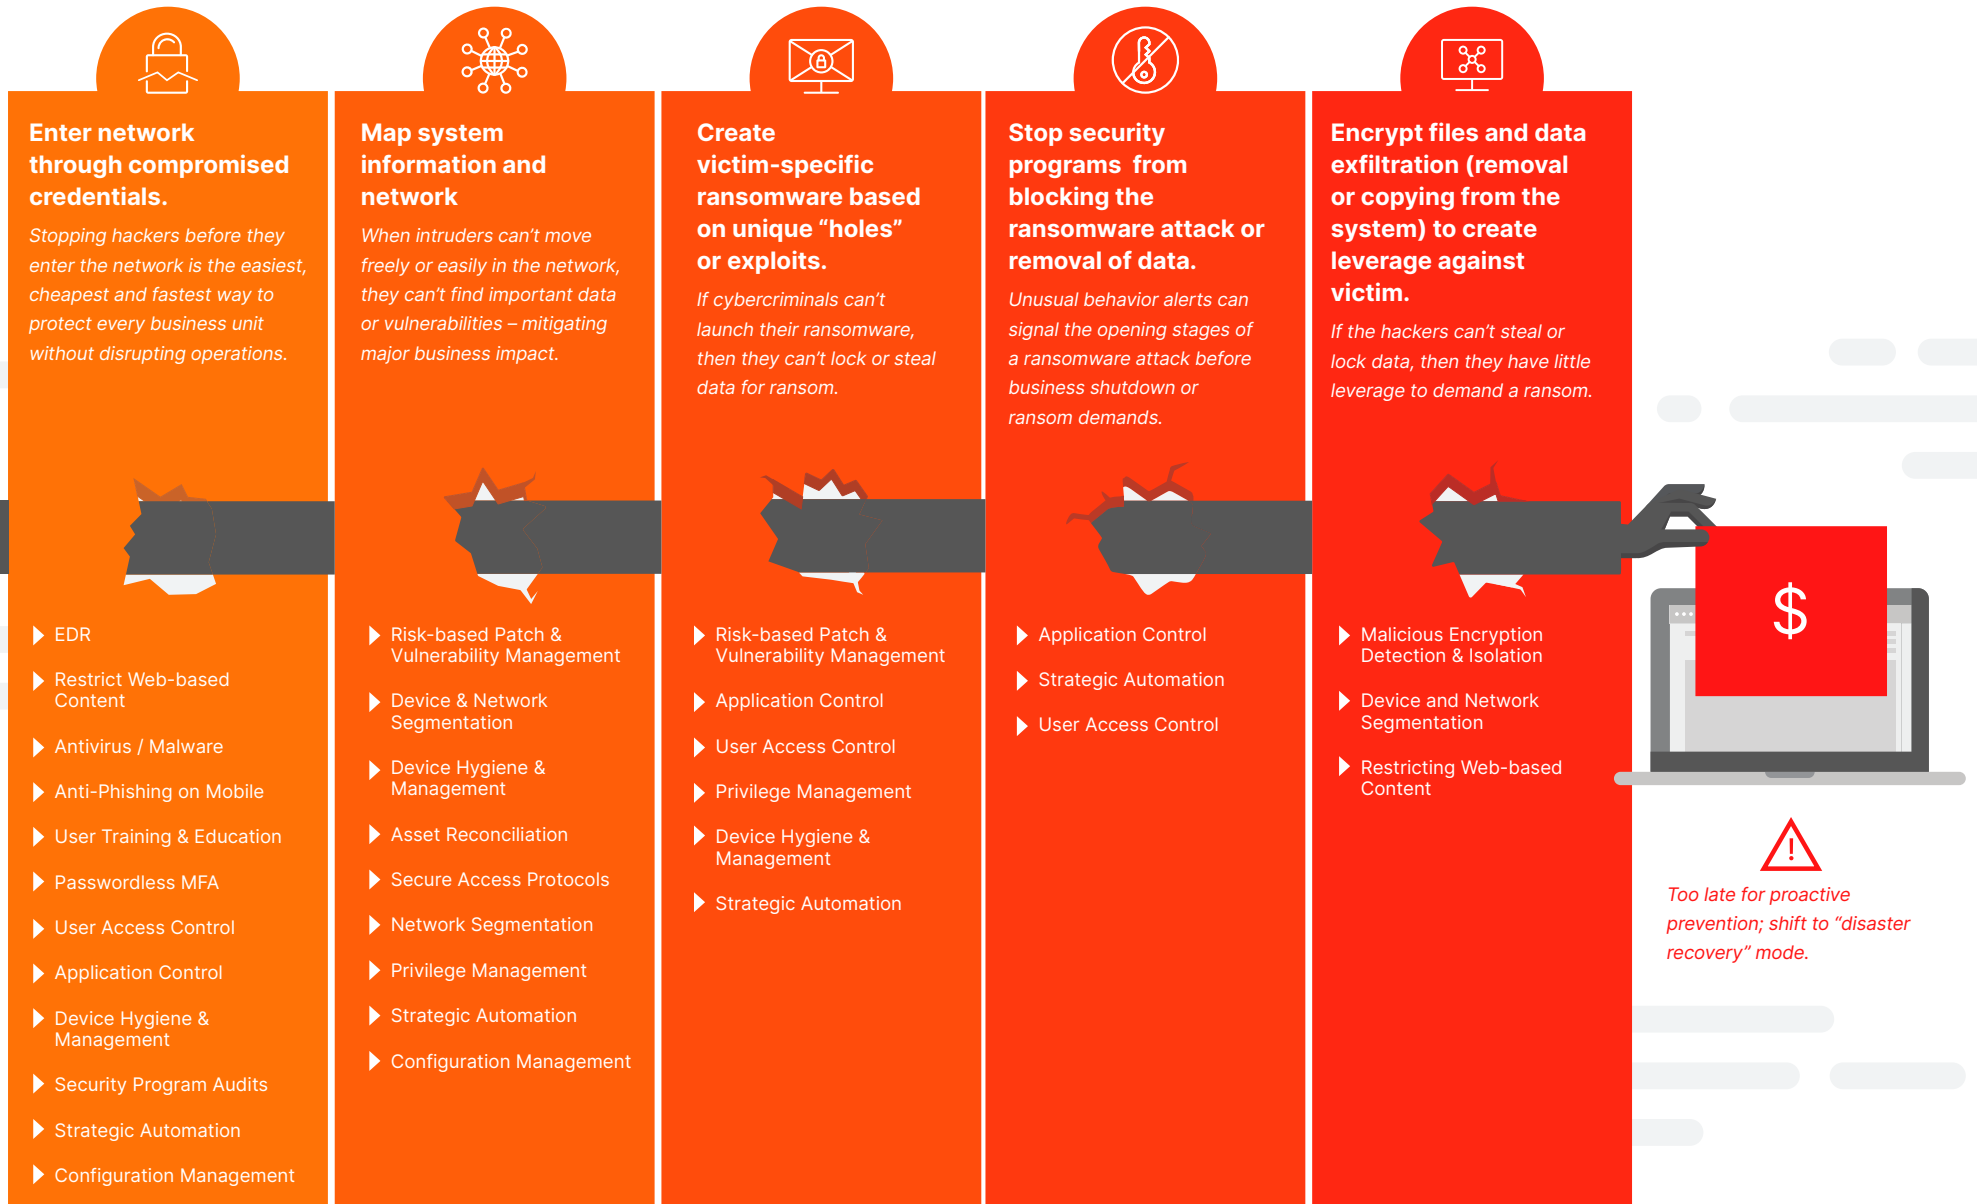 Enter network
through compromised
credentials.
Stopping hackers before they
enter the network is the easiest,
cheapest and fastest way to
protect every business unit
without disrupting operations.
EDR
Restrict Web-based
Content
Antivirus / Malware
Anti-Phishing on Mobile
User Training & Education
Passwordless MFA
User Access Control
Application Control
Device Hygiene &
Management
Security Program Audits
Strategic Automation
Configuration Management
Map system
information and
network
When intruders can’t move
freely or easily in the network,
they can’t find important data
or vulnerabilities – mitigating
major business impact.
Risk-based Patch &
Vulnerability Management
Device & Network
Segmentation
Device Hygiene &
Management
Asset Reconciliation
Secure Access Protocols
Network Segmentation
Privilege Management
Strategic Automation
Configuration Management
Create
victim-specific
ransomware based
on unique “holes”
or exploits.
If cybercriminals can’t
launch their ransomware,
then they can’t lock or steal
data for ransom.
Risk-based Patch &
Vulnerability Management
Application Control
User Access Control
Privilege Management
Device Hygiene &
Management
Strategic Automation
Stop security
programs  from
blocking the
ransomware attack or
removal of data.
Unusual behavior alerts can
signal the opening stages of
a ransomware attack before
business shutdown or
ransom demands.
Application Control
Strategic Automation
User Access Control
Encrypt files and data
exfiltration (removal
or copying from the
system) to create
leverage against
victim.
If the hackers can’t steal or
lock data, then they have little
leverage to demand a ransom.
Malicious Encryption
Detection & Isolation
Device and Network
Segmentation
Restricting Web-based
Content
$
!
Too late for proactive
prevention; shift to “disaster
recovery” mode.